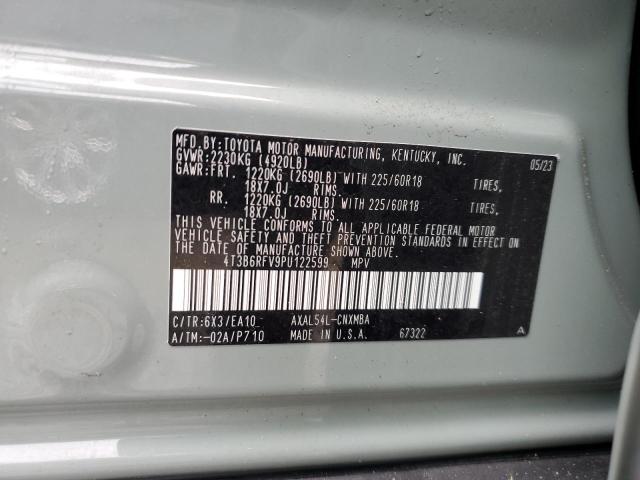 MFD.BY:TOYOTA MOTOR MANUFACTURING, KENTUCKY, INC.
GVWR:2230KG (4920LB) 05/23
GAWR:FRT. 1220KG (2690LB) WITH 225/60R18 TIRES,
18X7.0J RIMS.
RR. 1220KG (2690LB) WITH 225/60R18 TIRES,
18X7.0J RIMS.
THIS VEHICLE CONFORMS TO ALL APPLICABLE FEDERAL MOTOR
VEHICLE SAFETY AND THEFT PREVENTION STANDARDS IN EFFECT ON
THE DATE OF MANUFACTURE SHOWN ABOVE.
4T3B6RFV9PU122599 MPV
C/TR:6X3/EA10 AXAL54L-CNXMBA
A/TM:-02A/P710 MADE IN U.S.A. 67322 A